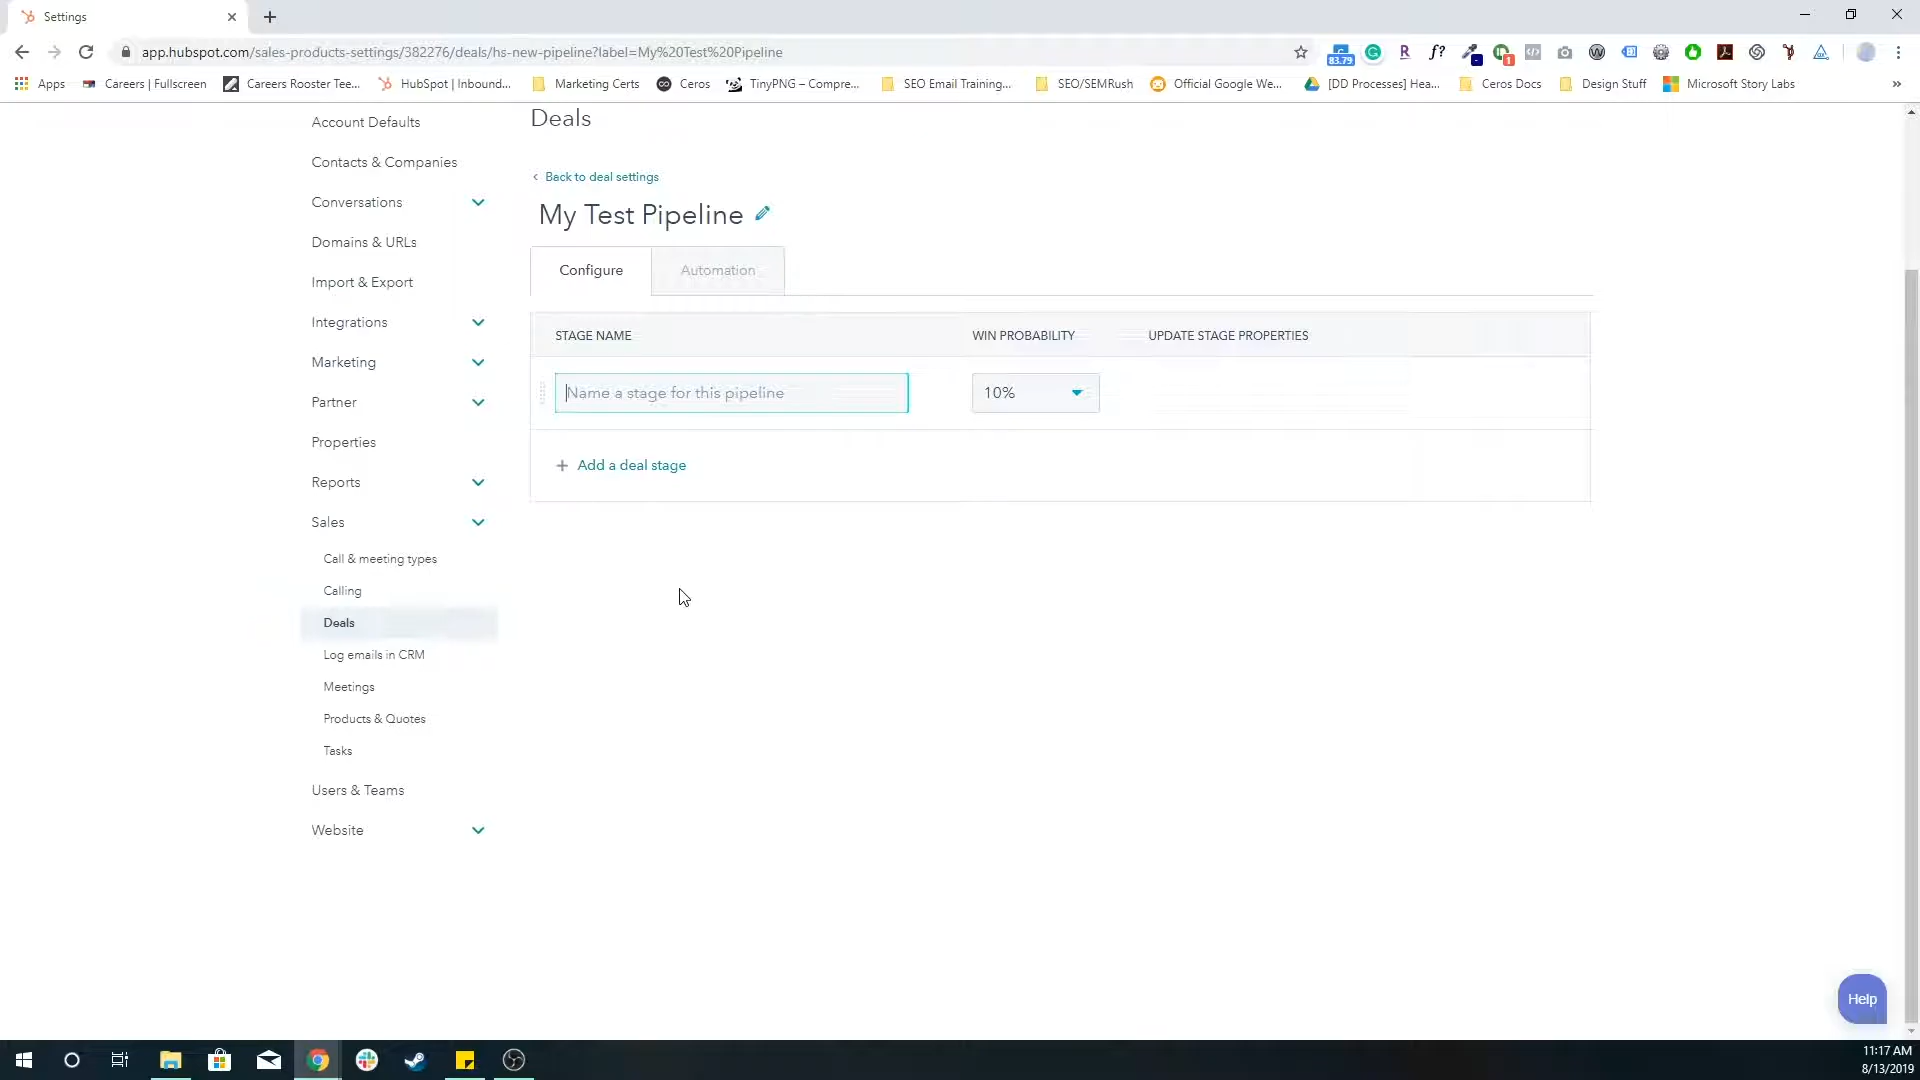 Settings
app.hubspot.com/sales-products-settings/382276/deals/hs-new-pipeline?label=My%20Test%20Pipeline
83.79
1
Apps
Careers | Fullscreen
Careers Rooster Tee...
HubSpot | Inbound...
Marketing Certs
Ceros
TinyPNG – Compre...
SEO Email Training...
SEO/SEMRush
Official Google We...
[DD Processes] Hea...
Ceros Docs
Design Stuff
Microsoft Story Labs
»
Account Defaults
Contacts & Companies
Conversations
Domains & URLs
Import & Export
Integrations
Marketing
Partner
Properties
Reports
Sales
Call & meeting types
Calling
Deals
Log emails in CRM
Meetings
Products & Quotes
Tasks
Users & Teams
Website
Deals
Back to deal settings
My Test Pipeline
Configure
Automation
STAGE NAME
WIN PROBABILITY
UPDATE STAGE PROPERTIES
Name a stage for this pipeline
10%
+ Add a deal stage
Help
11:17 AM
8/13/2019